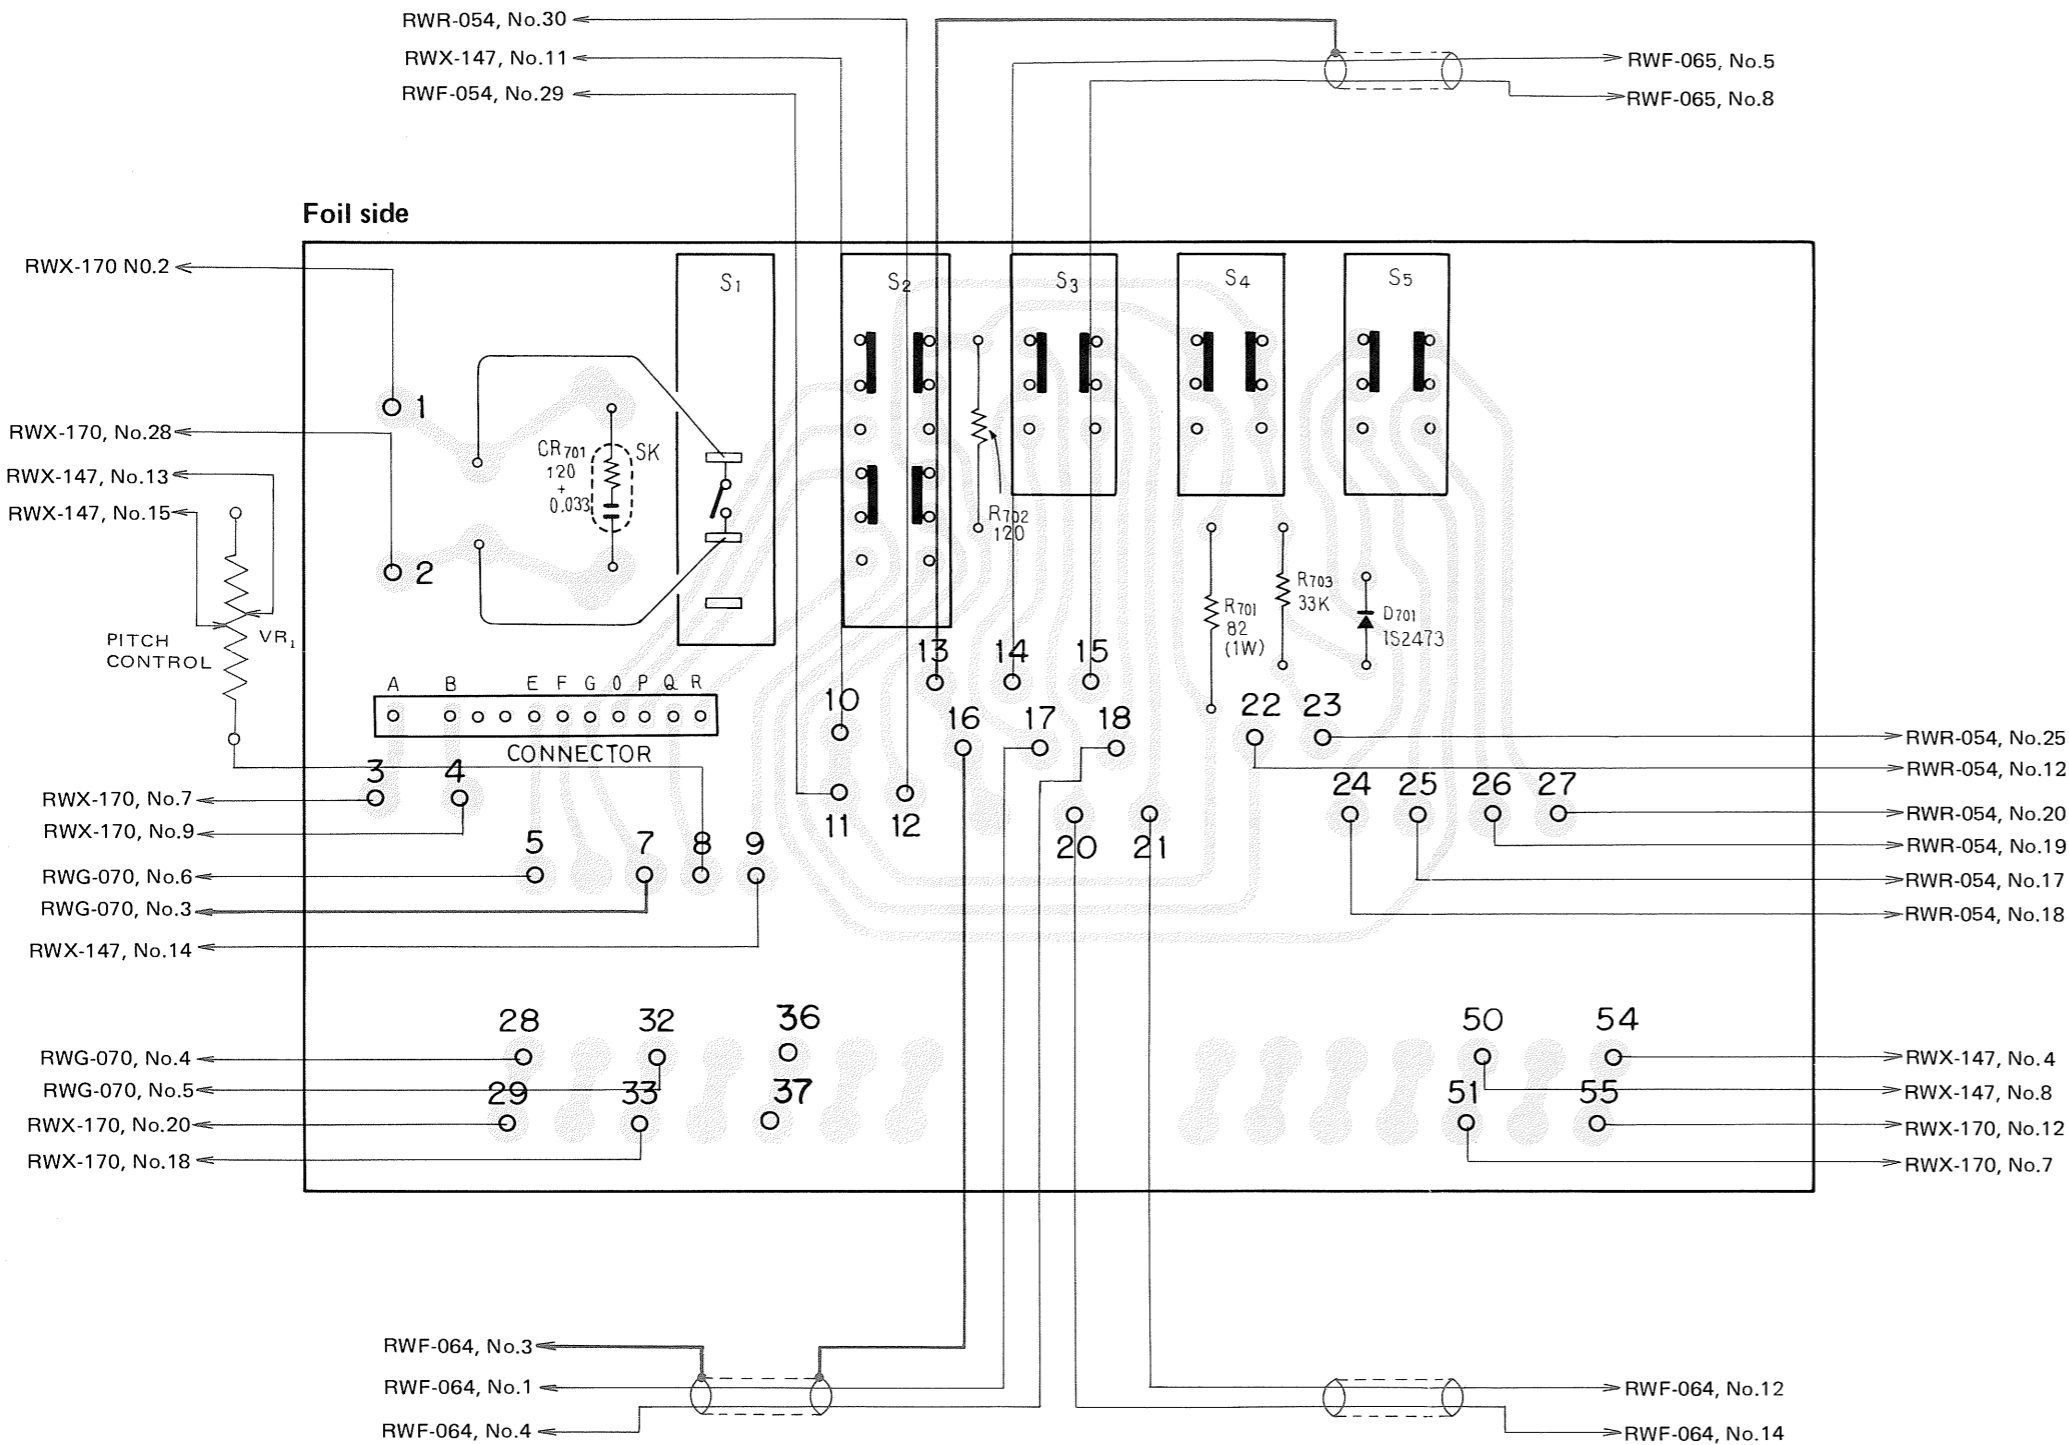 RWR-054, No.30
RWX-147, No.11
RWF-054, No.29
RWF-065, No.5
RWF-065, No.8
Foil side
RWX-170 N0.2
RWX-170, No.28
RWX-147, No.13
RWX-147, No.15
PITCH
CONTROL
VR1
1
2
CR701
120
+
0.033
SK
S1
S2
S3
S4
S5
R702
120
R701
82
(1W)
R703
33K
D701
1S2473
A B E F G O P Q R
CONNECTOR
3 4
5 7 8 9
10
11 12
13 14 15
16 17 18
20 21
22 23
24 25 26 27
RWX-170, No.7
RWX-170, No.9
RWG-070, No.6
RWG-070, No.3
RWX-147, No.14
RWR-054, No.25
RWR-054, No.12
RWR-054, No.20
RWR-054, No.19
RWR-054, No.17
RWR-054, No.18
28 32 36
29 33 37
50 54
51 55
RWG-070, No.4
RWG-070, No.5
RWX-170, No.20
RWX-170, No.18
RWX-147, No.4
RWX-147, No.8
RWX-170, No.12
RWX-170, No.7
RWF-064, No.3
RWF-064, No.1
RWF-064, No.4
RWF-064, No.12
RWF-064, No.14